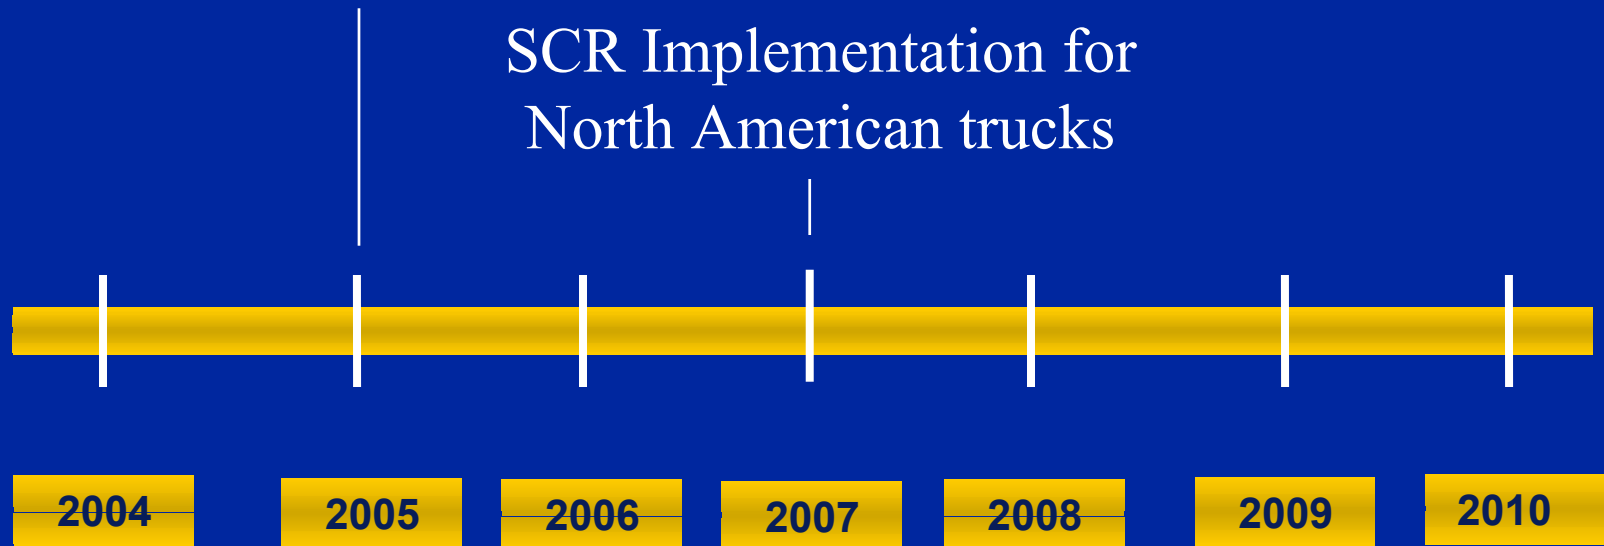 SCR Implementation for
North American trucks
2004 2005 2006 2007 2008 2009 2010